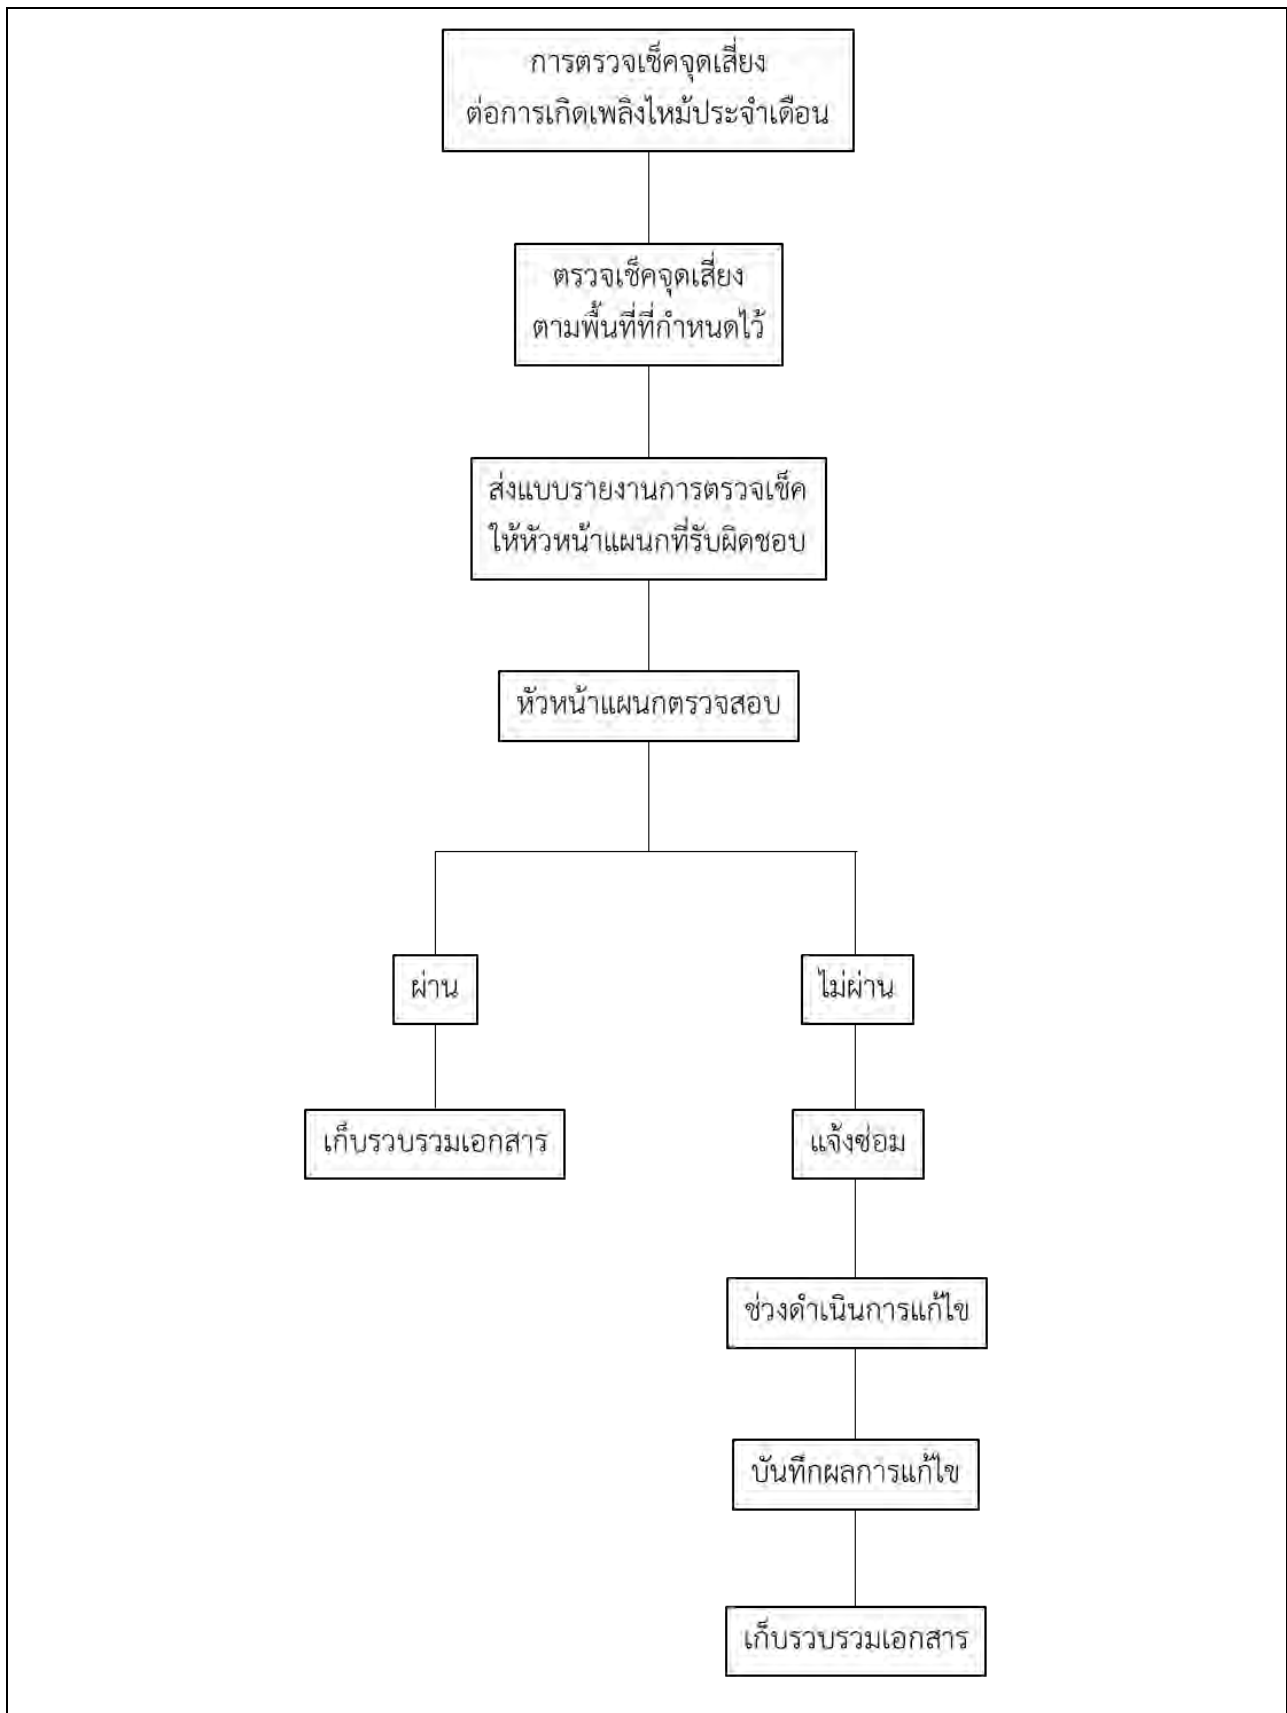 การตรวจเช็คจุดเสี่ยง
ต่อการเกิดเพลิงไหม้ประจำเดือน
ตรวจเช็คจุดเสี่ยง
ตามพื้นที่ที่กำหนดไว้
ส่งแบบรายงานการตรวจเช็ค
ให้หัวหน้าแผนกที่รับผิดชอบ
หัวหน้าแผนกตรวจสอบ
ผ่าน
ไม่ผ่าน
เก็บรวบรวมเอกสาร
แจ้งซ่อม
ช่วงดำเนินการแก้ไข
บันทึกผลการแก้ไข
เก็บรวบรวมเอกสาร